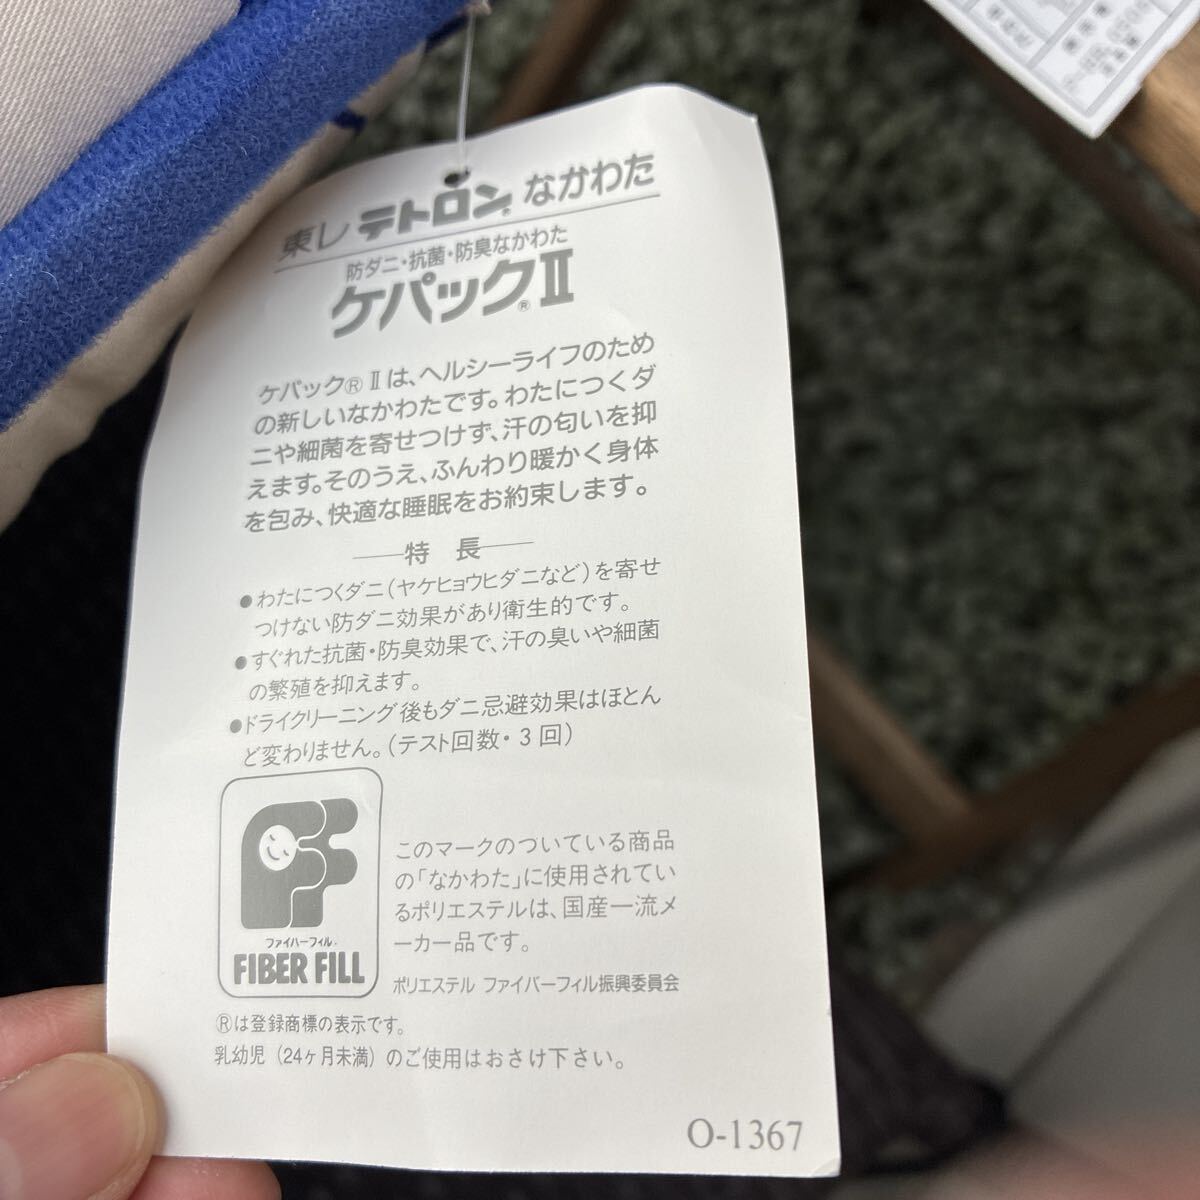 東レ テトロン® なかわた
防ダニ・抗菌・防臭なかわた
ケパック®Ⅱ
ケパック®Ⅱは、ヘルシーライフのため
の新しいなかわたです。わたにつくダ
ニや細菌を寄せつけず、汗の匂いを抑
えます。そのうえ、ふんわり暖かく身体
を包み、快適な睡眠をお約束します。
特 長
●わたにつくダニ(ヤケヒョウヒダニなど)を寄せ
つけない防ダニ効果があり衛生的です。
●すぐれた抗菌・防臭効果で、汗の臭いや細菌
の繁殖を抑えます。
●ドライクリーニング後もダニ忌避効果はほとん
ど変わりません。(テスト回数・3回)
ファイバーフィル®
FIBER FILL
このマークのついている商品
の「なかわた」に使用されてい
るポリエステルは、国産一流メ
ーカー品です。
ポリエステル ファイバーフィル振興委員会
®は登録商標の表示です。
乳幼児(24ヶ月未満)のご使用はおさけ下さい。
O-1367